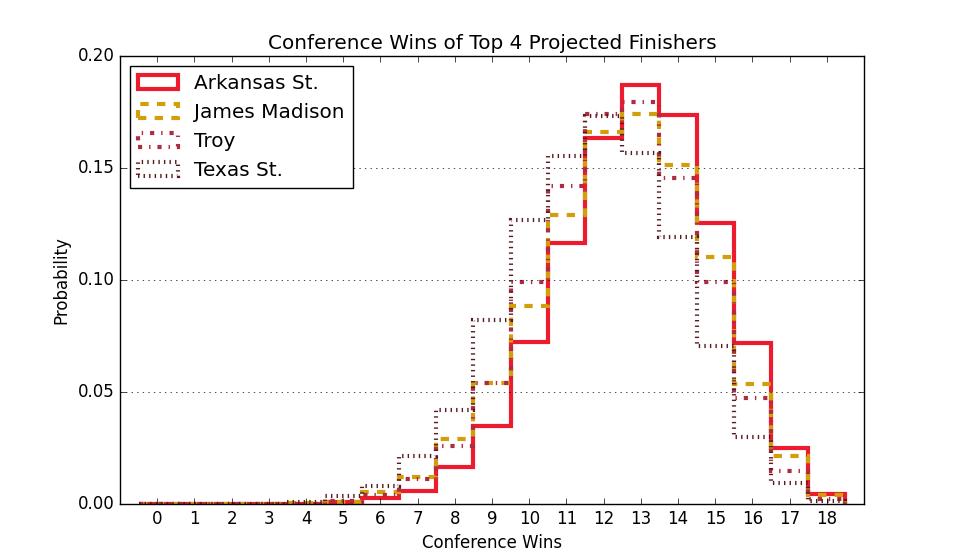 Conference Wins of Top 4 Projected Finishers
0.20
0.15
0.10
0.05
0.00
Probability
Arkansas St.
James Madison
Troy
Texas St.
0 1 2 3 4 5 6 7 8 9 10 11 12 13 14 15 16 17 18
Conference Wins